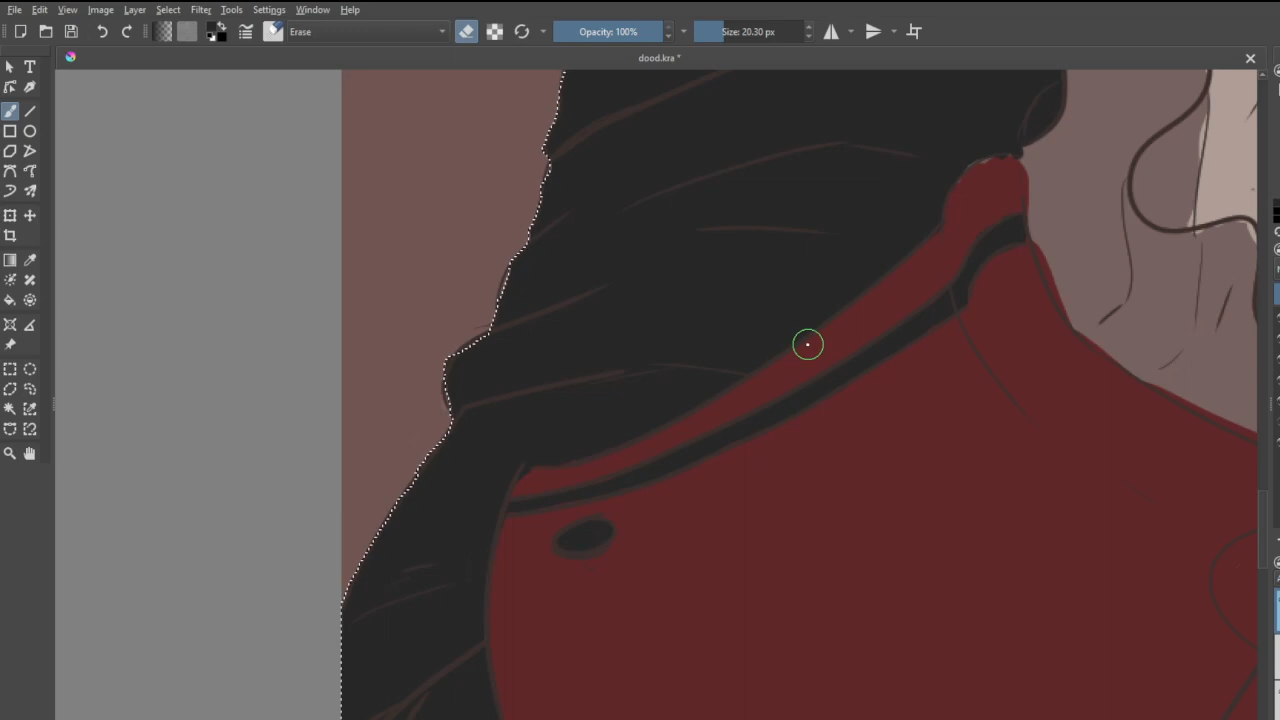 File Edit View Image Layer Select Filter Tools Settings Window Help
Erase Opacity: 100% Size: 20.30 px
dood.kra *